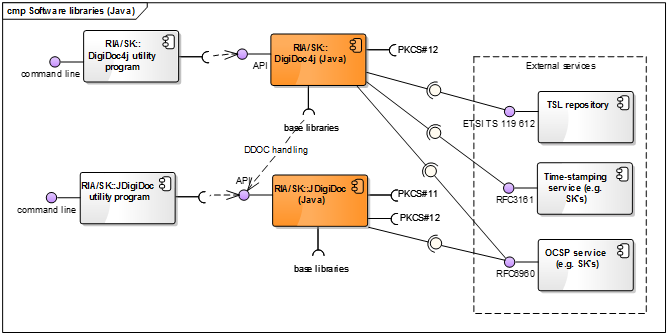 cmp Software libraries (Java)
RIA/SK::
DigiDoc4j utility
program
command line
API
RIA/SK::
DigiDoc4j (Java)
PKCS#12
base libraries
DDOC handling
External services
TSL repository
ETSI TS 119 612
Time-stamping
service (e.g.
SK's)
RFC3161
OCSP service
(e.g. SK's)
RFC6960
RIA/SK::JDigiDoc
utility program
command line
API
RIA/SK::JDigiDoc
(Java)
PKCS#11
PKCS#12
base libraries